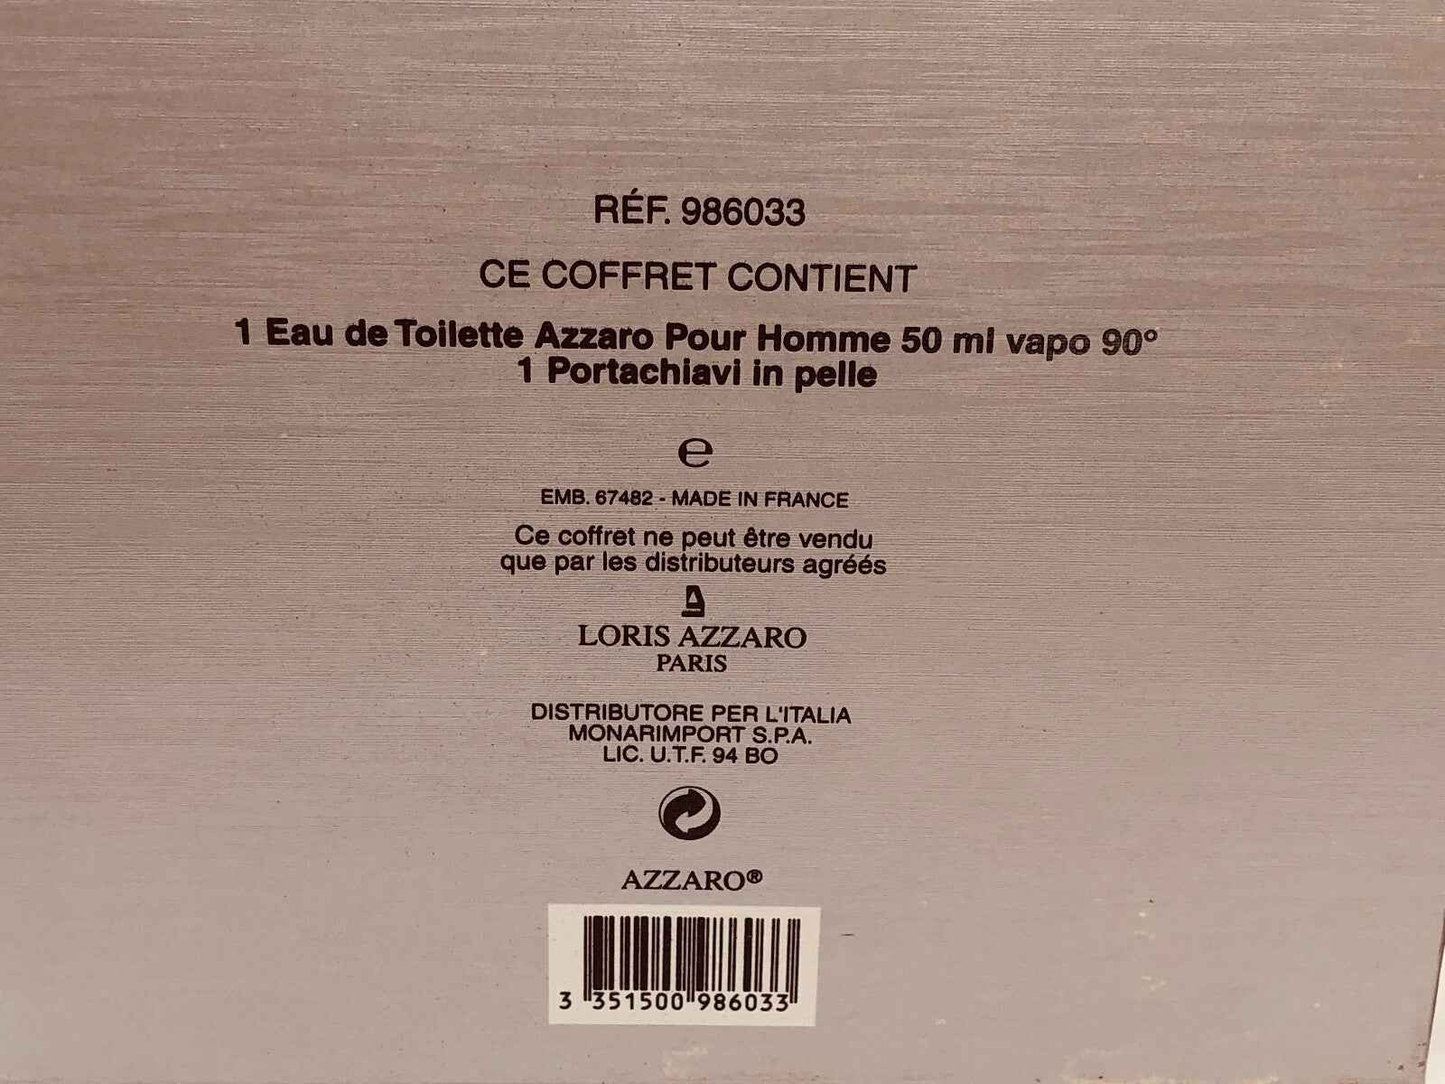 RÉF. 986033
CE COFFRET CONTIENT
1 Eau de Toilette Azzaro Pour Homme 50 ml vapo 90°
1 Portachiavi in pelle
℮
EMB. 67482 - MADE IN FRANCE
Ce coffret ne peut être vendu
que par les distributeurs agréés
LORIS AZZARO
PARIS
DISTRIBUTORE PER L'ITALIA
MONARIMPORT S.P.A.
LIC. U.T.F. 94 BO
AZZARO®
3 351500 986033